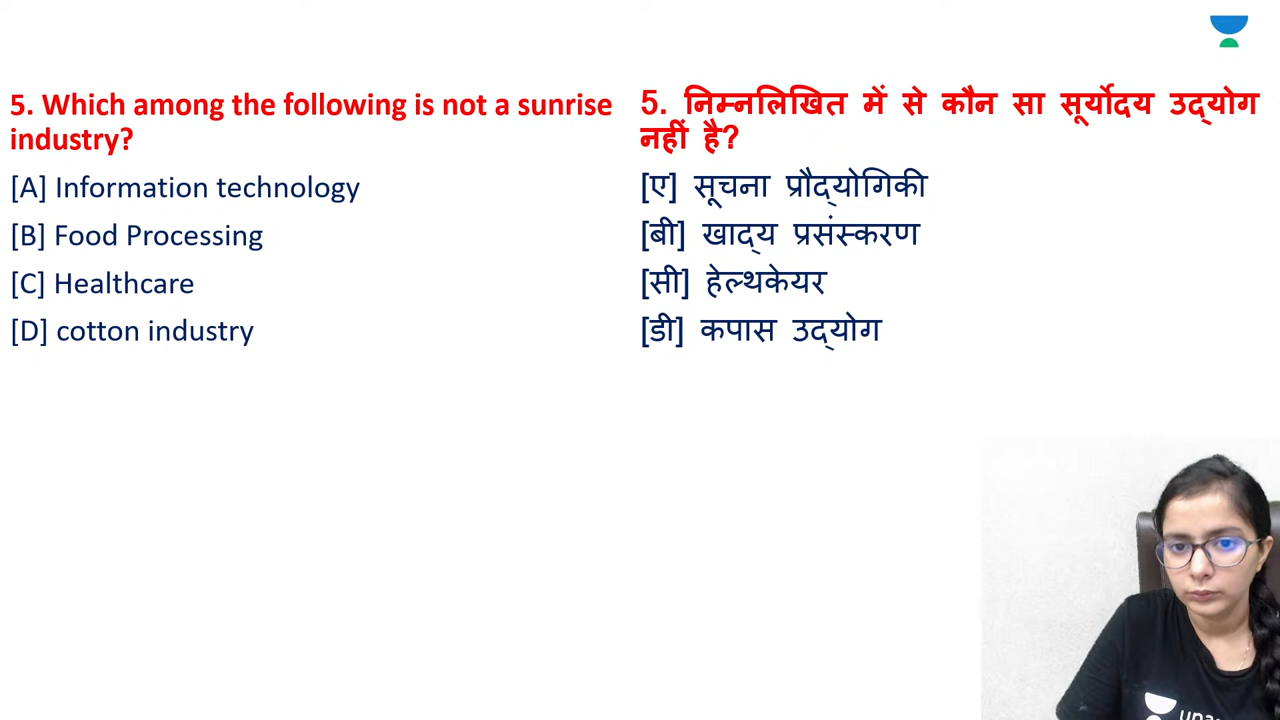 5. Which among the following is not a sunrise
industry?
[A] Information technology
[B] Food Processing
[C] Healthcare
[D] cotton industry
5. निम्नलिखित में से कौन सा सूर्योदय उद्योग
नहीं है?
[ए] सूचना प्रौद्योगिकी
[बी] खाद्य प्रसंस्करण
[सी] हेल्थकेयर
[डी] कपास उद्योग